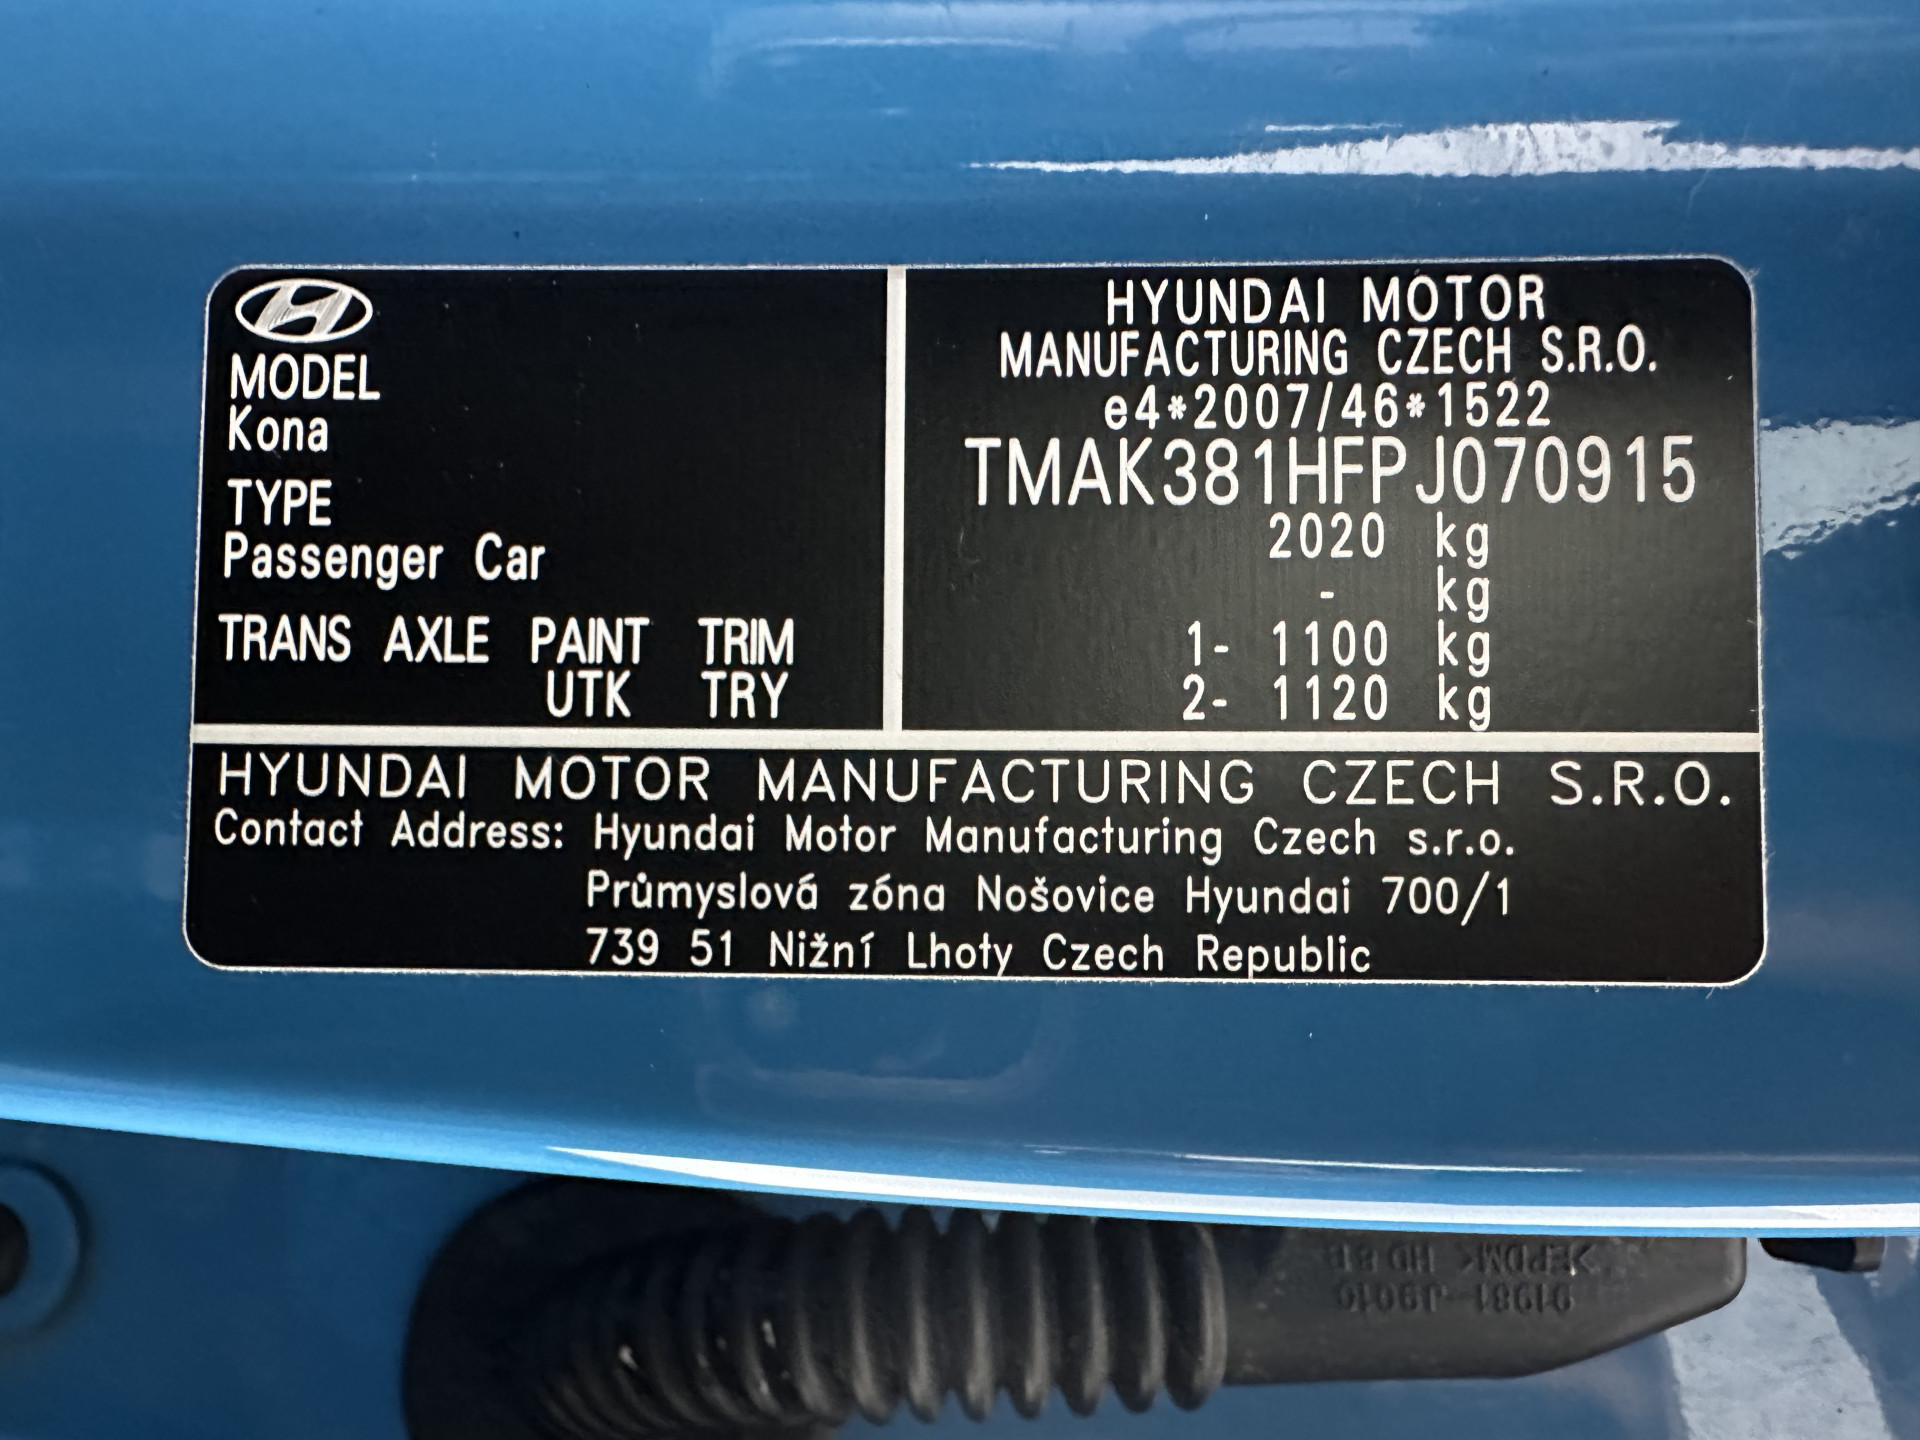 MODEL
Kona
TYPE
Passenger Car
TRANS AXLE PAINT TRIM
UTK TRY
HYUNDAI MOTOR
MANUFACTURING CZECH S.R.O.
e4*2007/46*1522
TMAK381HFPJ070915
2020 kg
- kg
1- 1100 kg
2- 1120 kg
HYUNDAI MOTOR MANUFACTURING CZECH S.R.O.
Contact Address: Hyundai Motor Manufacturing Czech s.r.o.
Průmyslová zóna Nošovice Hyundai 700/1
739 51 Nižní Lhoty Czech Republic
>EPDM< HD